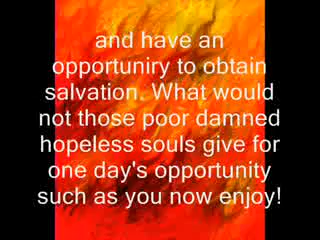 and have an
opportuniry to obtain
salvation. What would
not those poor damned
hopeless souls give for
one day's opportunity
such as you now enjoy!